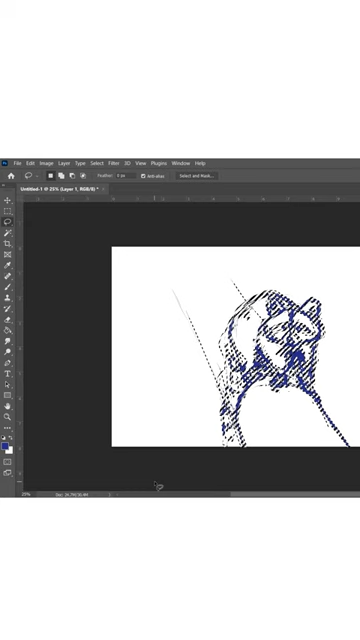 Ps File Edit Image Layer Type Select Filter 3D View Plugins Window Help
Feather: 0 px Anti-alias Select and Mask...
Untitled-1 @ 25% (Layer 1, RGB/8) *
25%